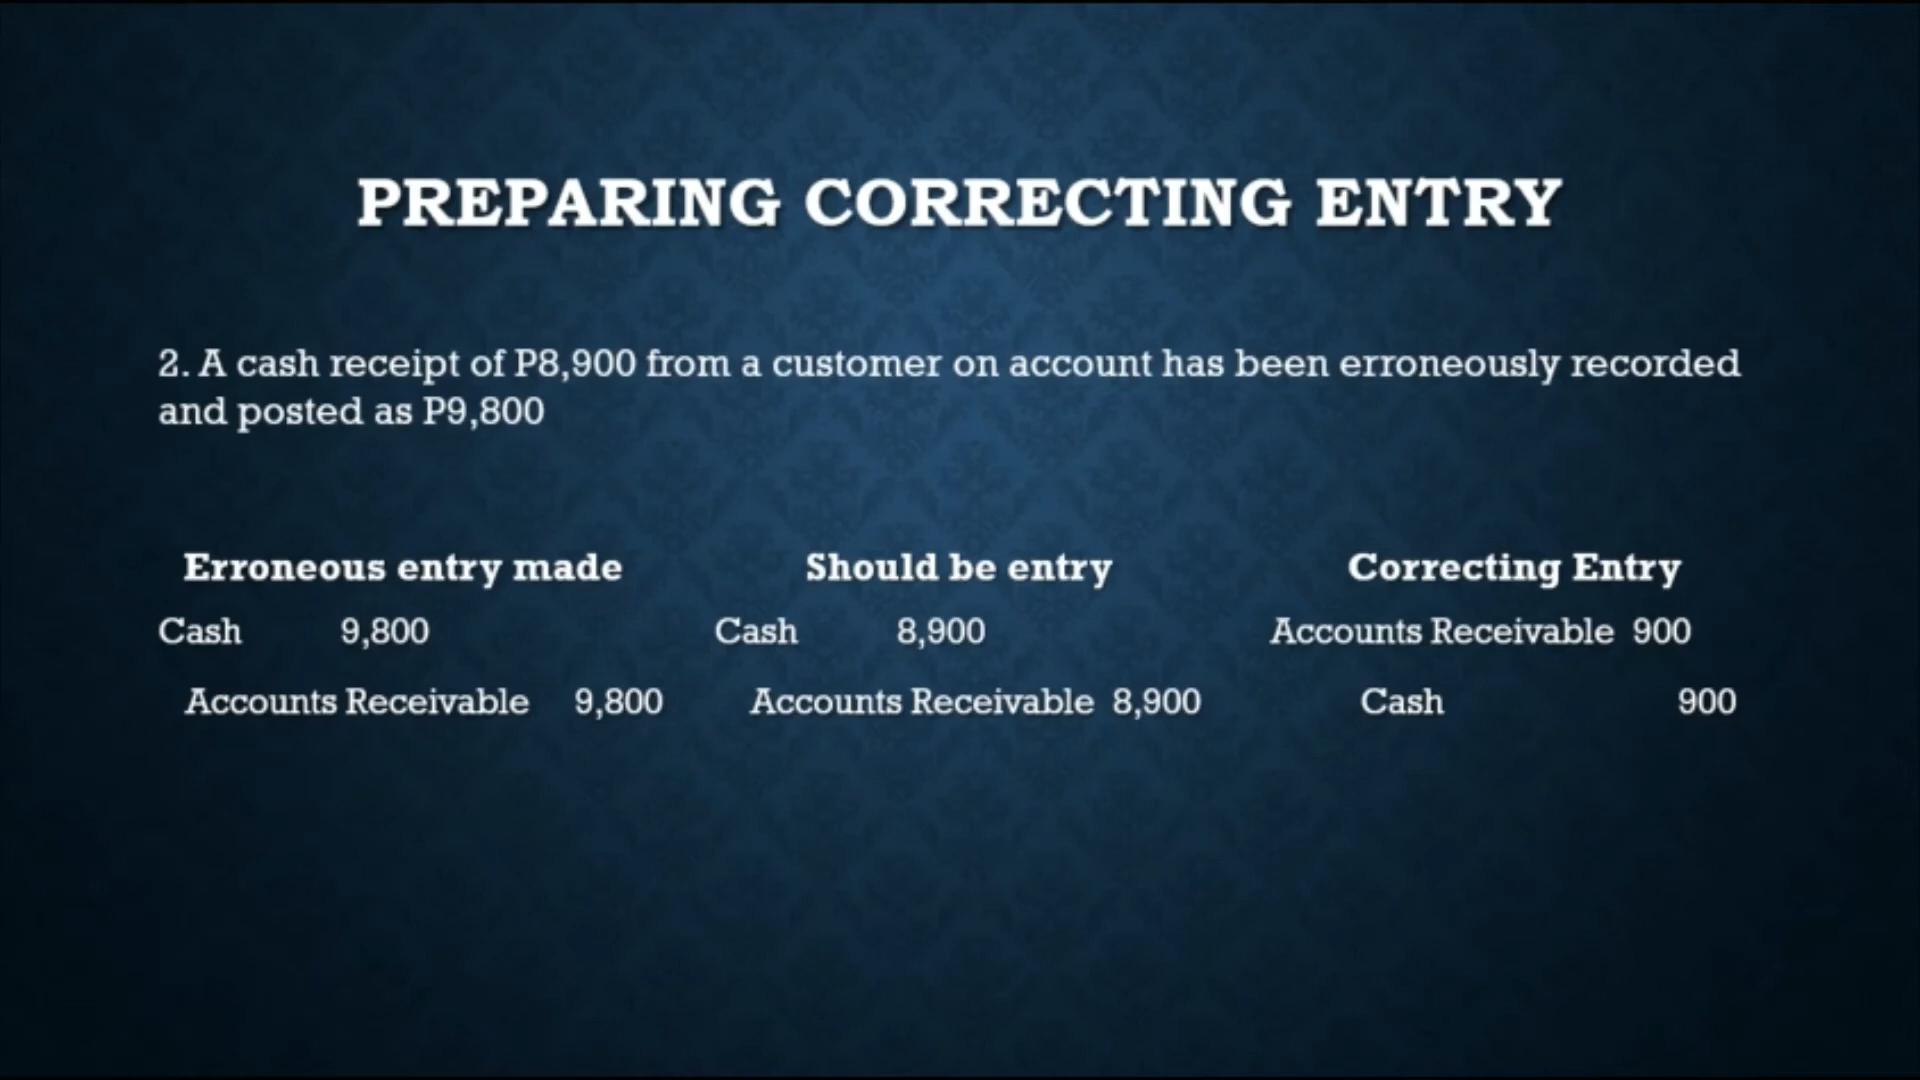 PREPARING CORRECTING ENTRY
2. A cash receipt of P8,900 from a customer on account has been erroneously recorded
and posted as P9,800
Erroneous entry made Should be entry Correcting Entry
Cash 9,800 Cash 8,900 Accounts Receivable 900
Accounts Receivable 9,800 Accounts Receivable 8,900 Cash 900